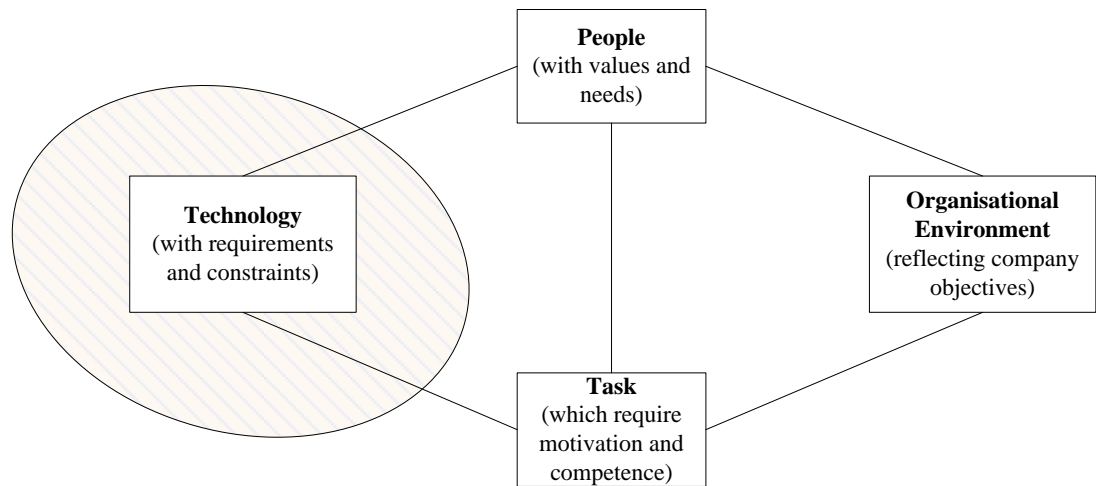 People
(with values and
needs)
Technology
(with requirements
and constraints)
Organisational
Environment
(reflecting company
objectives)
Task
(which require
motivation and
competence)